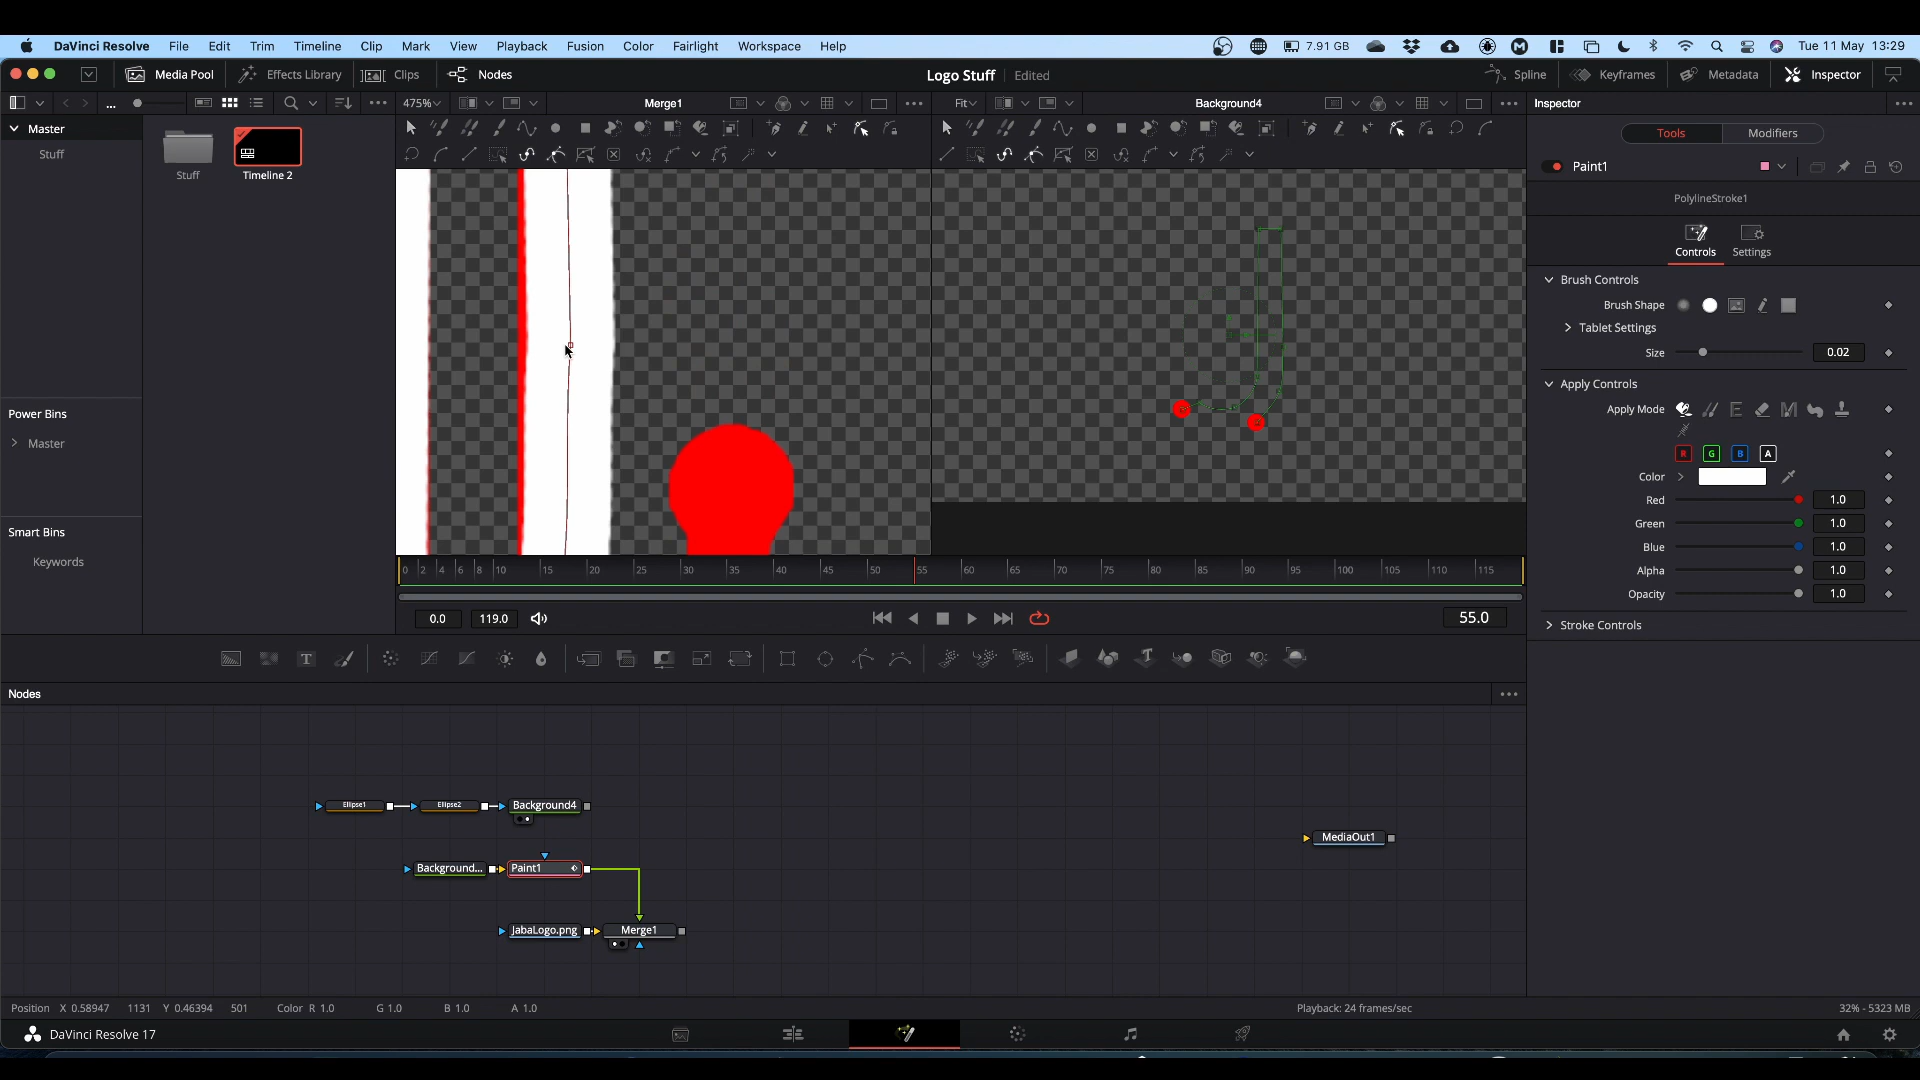 DaVinci Resolve File Edit Trim Timeline Clip Mark View Playback Fusion Color Fairlight Workspace Help 7.91 GB Tue 11 May 13:29
Media Pool Effects Library Clips Nodes Logo Stuff Edited Spline Keyframes Metadata Inspector
... 475% Merge1 Fit Background4 Inspector
Master
Stuff
Stuff
Timeline 2
Tools Modifiers
Paint1
PolylineStroke1
Controls Settings
Brush Controls
Brush Shape
Tablet Settings
Size 0.02
Apply Controls
Apply Mode
R G B A
Color
Red 1.0
Green 1.0
Blue 1.0
Alpha 1.0
Opacity 1.0
Stroke Controls
Power Bins
Master
Smart Bins
Keywords
0 2 4 6 8 10 15 20 25 30 35 40 45 50 55 60 65 70 75 80 85 90 95 100 105 110 115
0.0 119.0 55.0
Nodes
Ellipse1 Ellipse2 Background4
MediaOut1
Background... Paint1
JabaLogo.png Merge1
Position X 0.58947 1131 Y 0.46394 501 Color R 1.0 G 1.0 B 1.0 A 1.0 Playback: 24 frames/sec 32% - 5323 MB
DaVinci Resolve 17